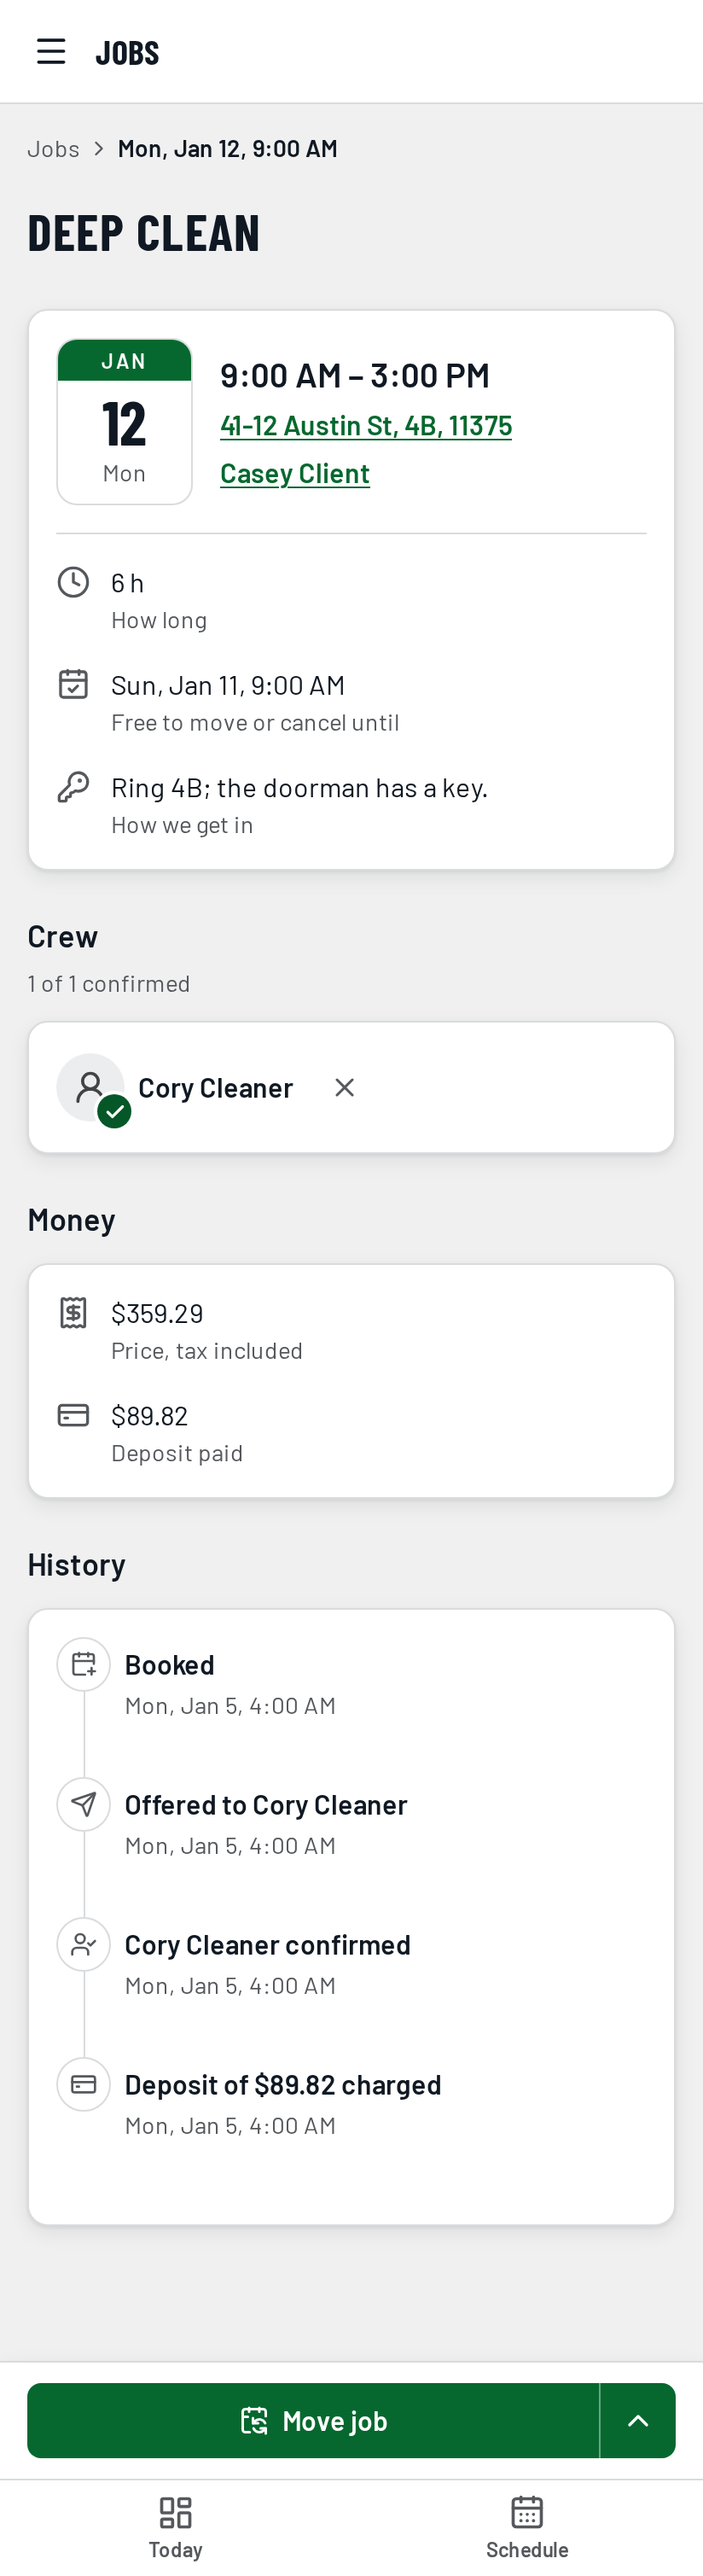 JOBS
Jobs > Mon, Jan 12, 9:00 AM
DEEP CLEAN
JAN
12
Mon
9:00 AM – 3:00 PM
41-12 Austin St, 4B, 11375
Casey Client
6 h
How long
Sun, Jan 11, 9:00 AM
Free to move or cancel until
Ring 4B; the doorman has a key.
How we get in
Crew
1 of 1 confirmed
Cory Cleaner
Money
$359.29
Price, tax included
$89.82
Deposit paid
History
Booked
Mon, Jan 5, 4:00 AM
Offered to Cory Cleaner
Mon, Jan 5, 4:00 AM
Cory Cleaner confirmed
Mon, Jan 5, 4:00 AM
Deposit of $89.82 charged
Mon, Jan 5, 4:00 AM
Move job
Today
Schedule